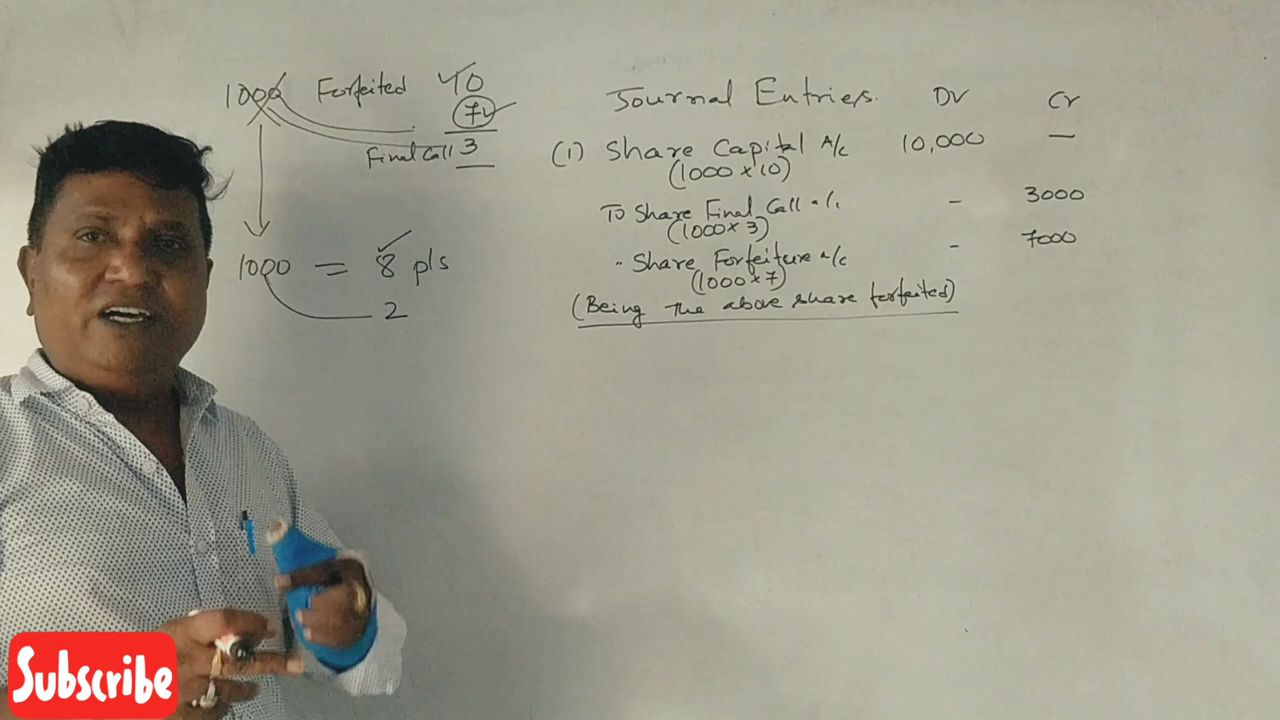 1000 Forfeited 10
7
Final Call 3
1000 = 8 pls
2
Journal Entries. Dr Cr
(1) Share Capital A/c 10,000 —
(1000 × 10)
To Share Final Call A/c - 3000
(1000 × 3)
" Share Forfeiture A/c - 7000
(1000 × 7)
(Being the above share forfeited)
Subscribe